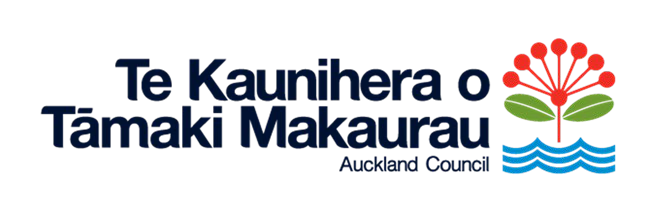 Te Kaunihera o
Tāmaki Makaurau
Auckland Council